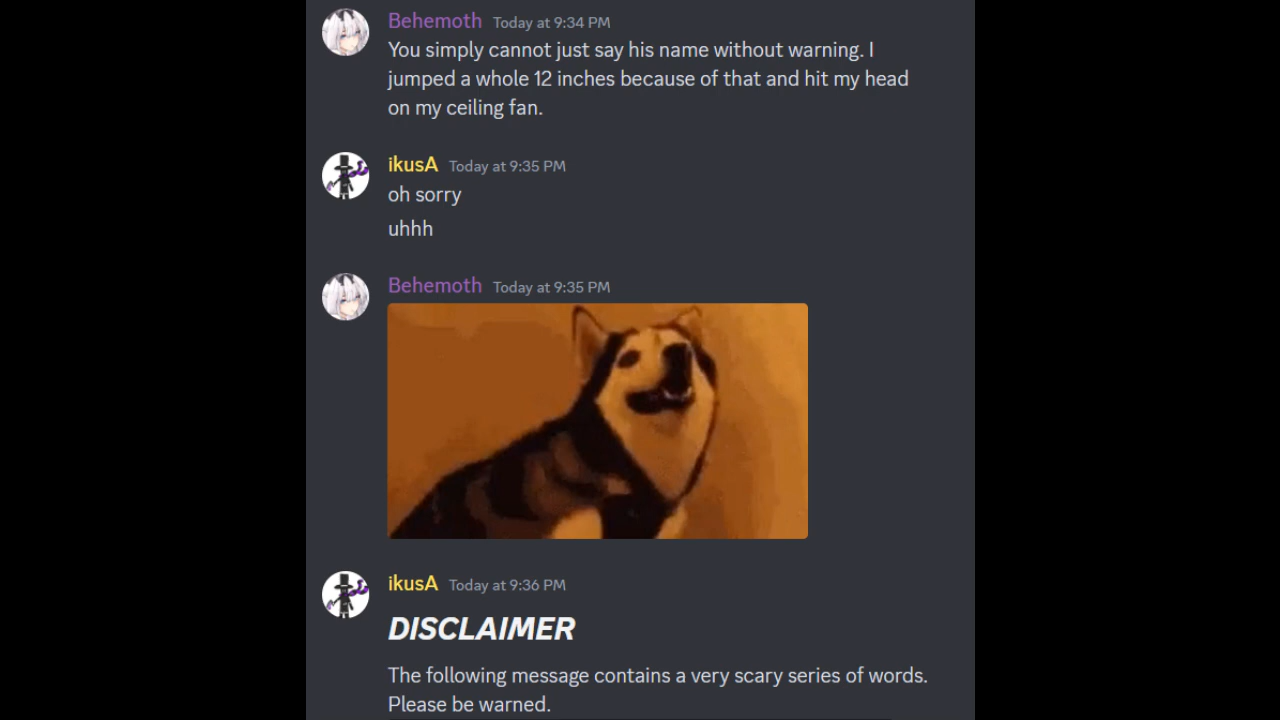 Behemoth Today at 9:34 PM
You simply cannot just say his name without warning. I
jumped a whole 12 inches because of that and hit my head
on my ceiling fan.
ikusA Today at 9:35 PM
oh sorry
uhhh
Behemoth Today at 9:35 PM
ikusA Today at 9:36 PM
DISCLAIMER
The following message contains a very scary series of words.
Please be warned.